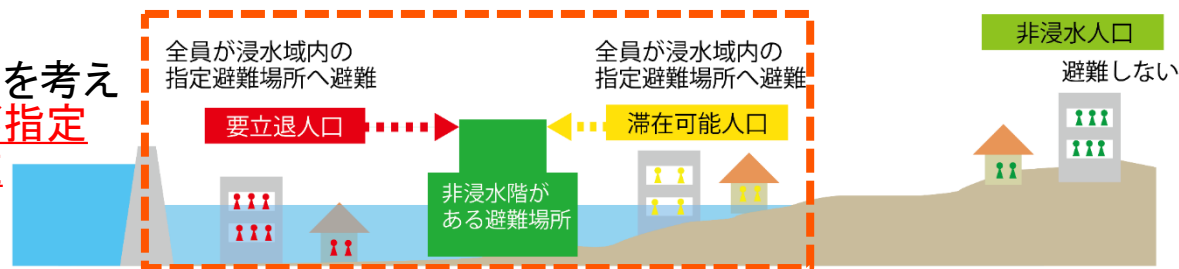 を考え
指定
全員が浸水域内の
指定避難場所へ避難
要立退人口
非浸水階が
ある避難場所
全員が浸水域内の
指定避難場所へ避難
滞在可能人口
非浸水人口
避難しない